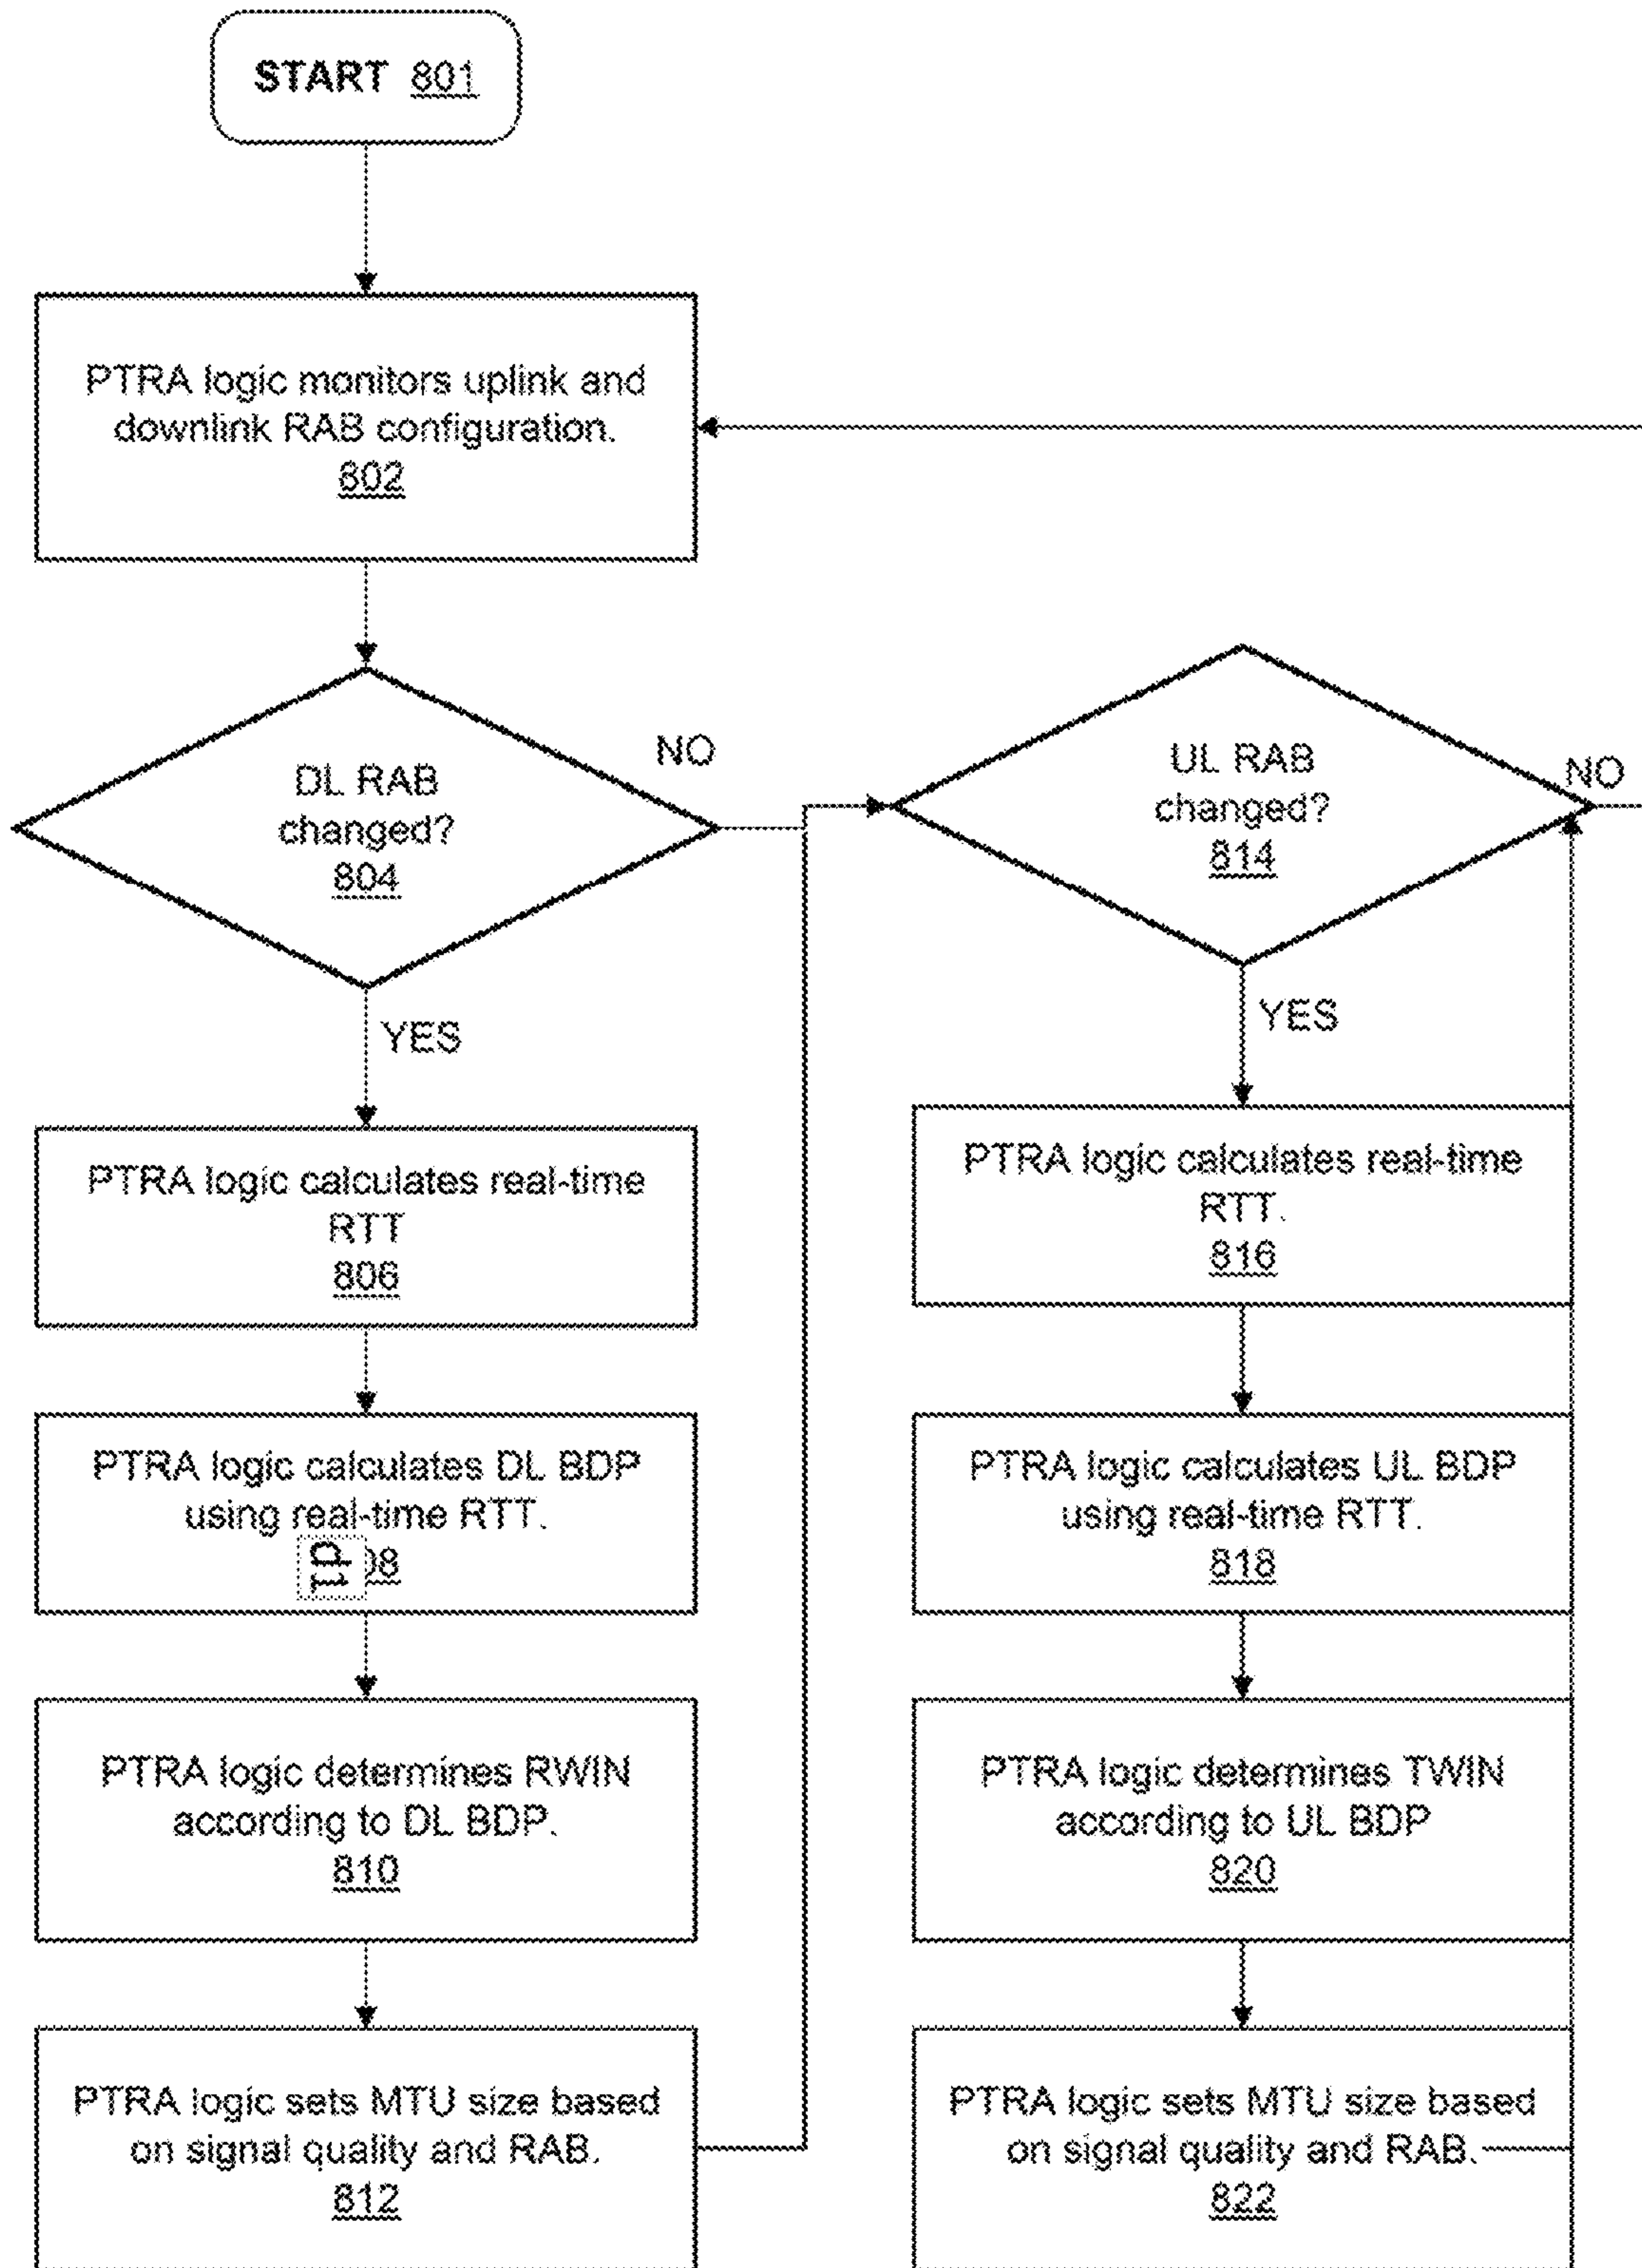 START 801
PTRA logic monitors uplink and
downlink RAB configuration.
802
DL RAB
changed?
804
NO
YES
PTRA logic calculates real-time
RTT
806
PTRA logic calculates DL BDP
using real-time RTT.
08
PTRA logic determines RWIN
according to DL BDP.
810
PTRA logic sets MTU size based
on signal quality and RAB.
812
UL RAB
changed?
814
NO
YES
PTRA logic calculates real-time
RTT.
816
PTRA logic calculates UL BDP
using real-time RTT.
818
PTRA logic determines TWIN
according to UL BDP
820
PTRA logic sets MTU size based
on signal quality and RAB.
822